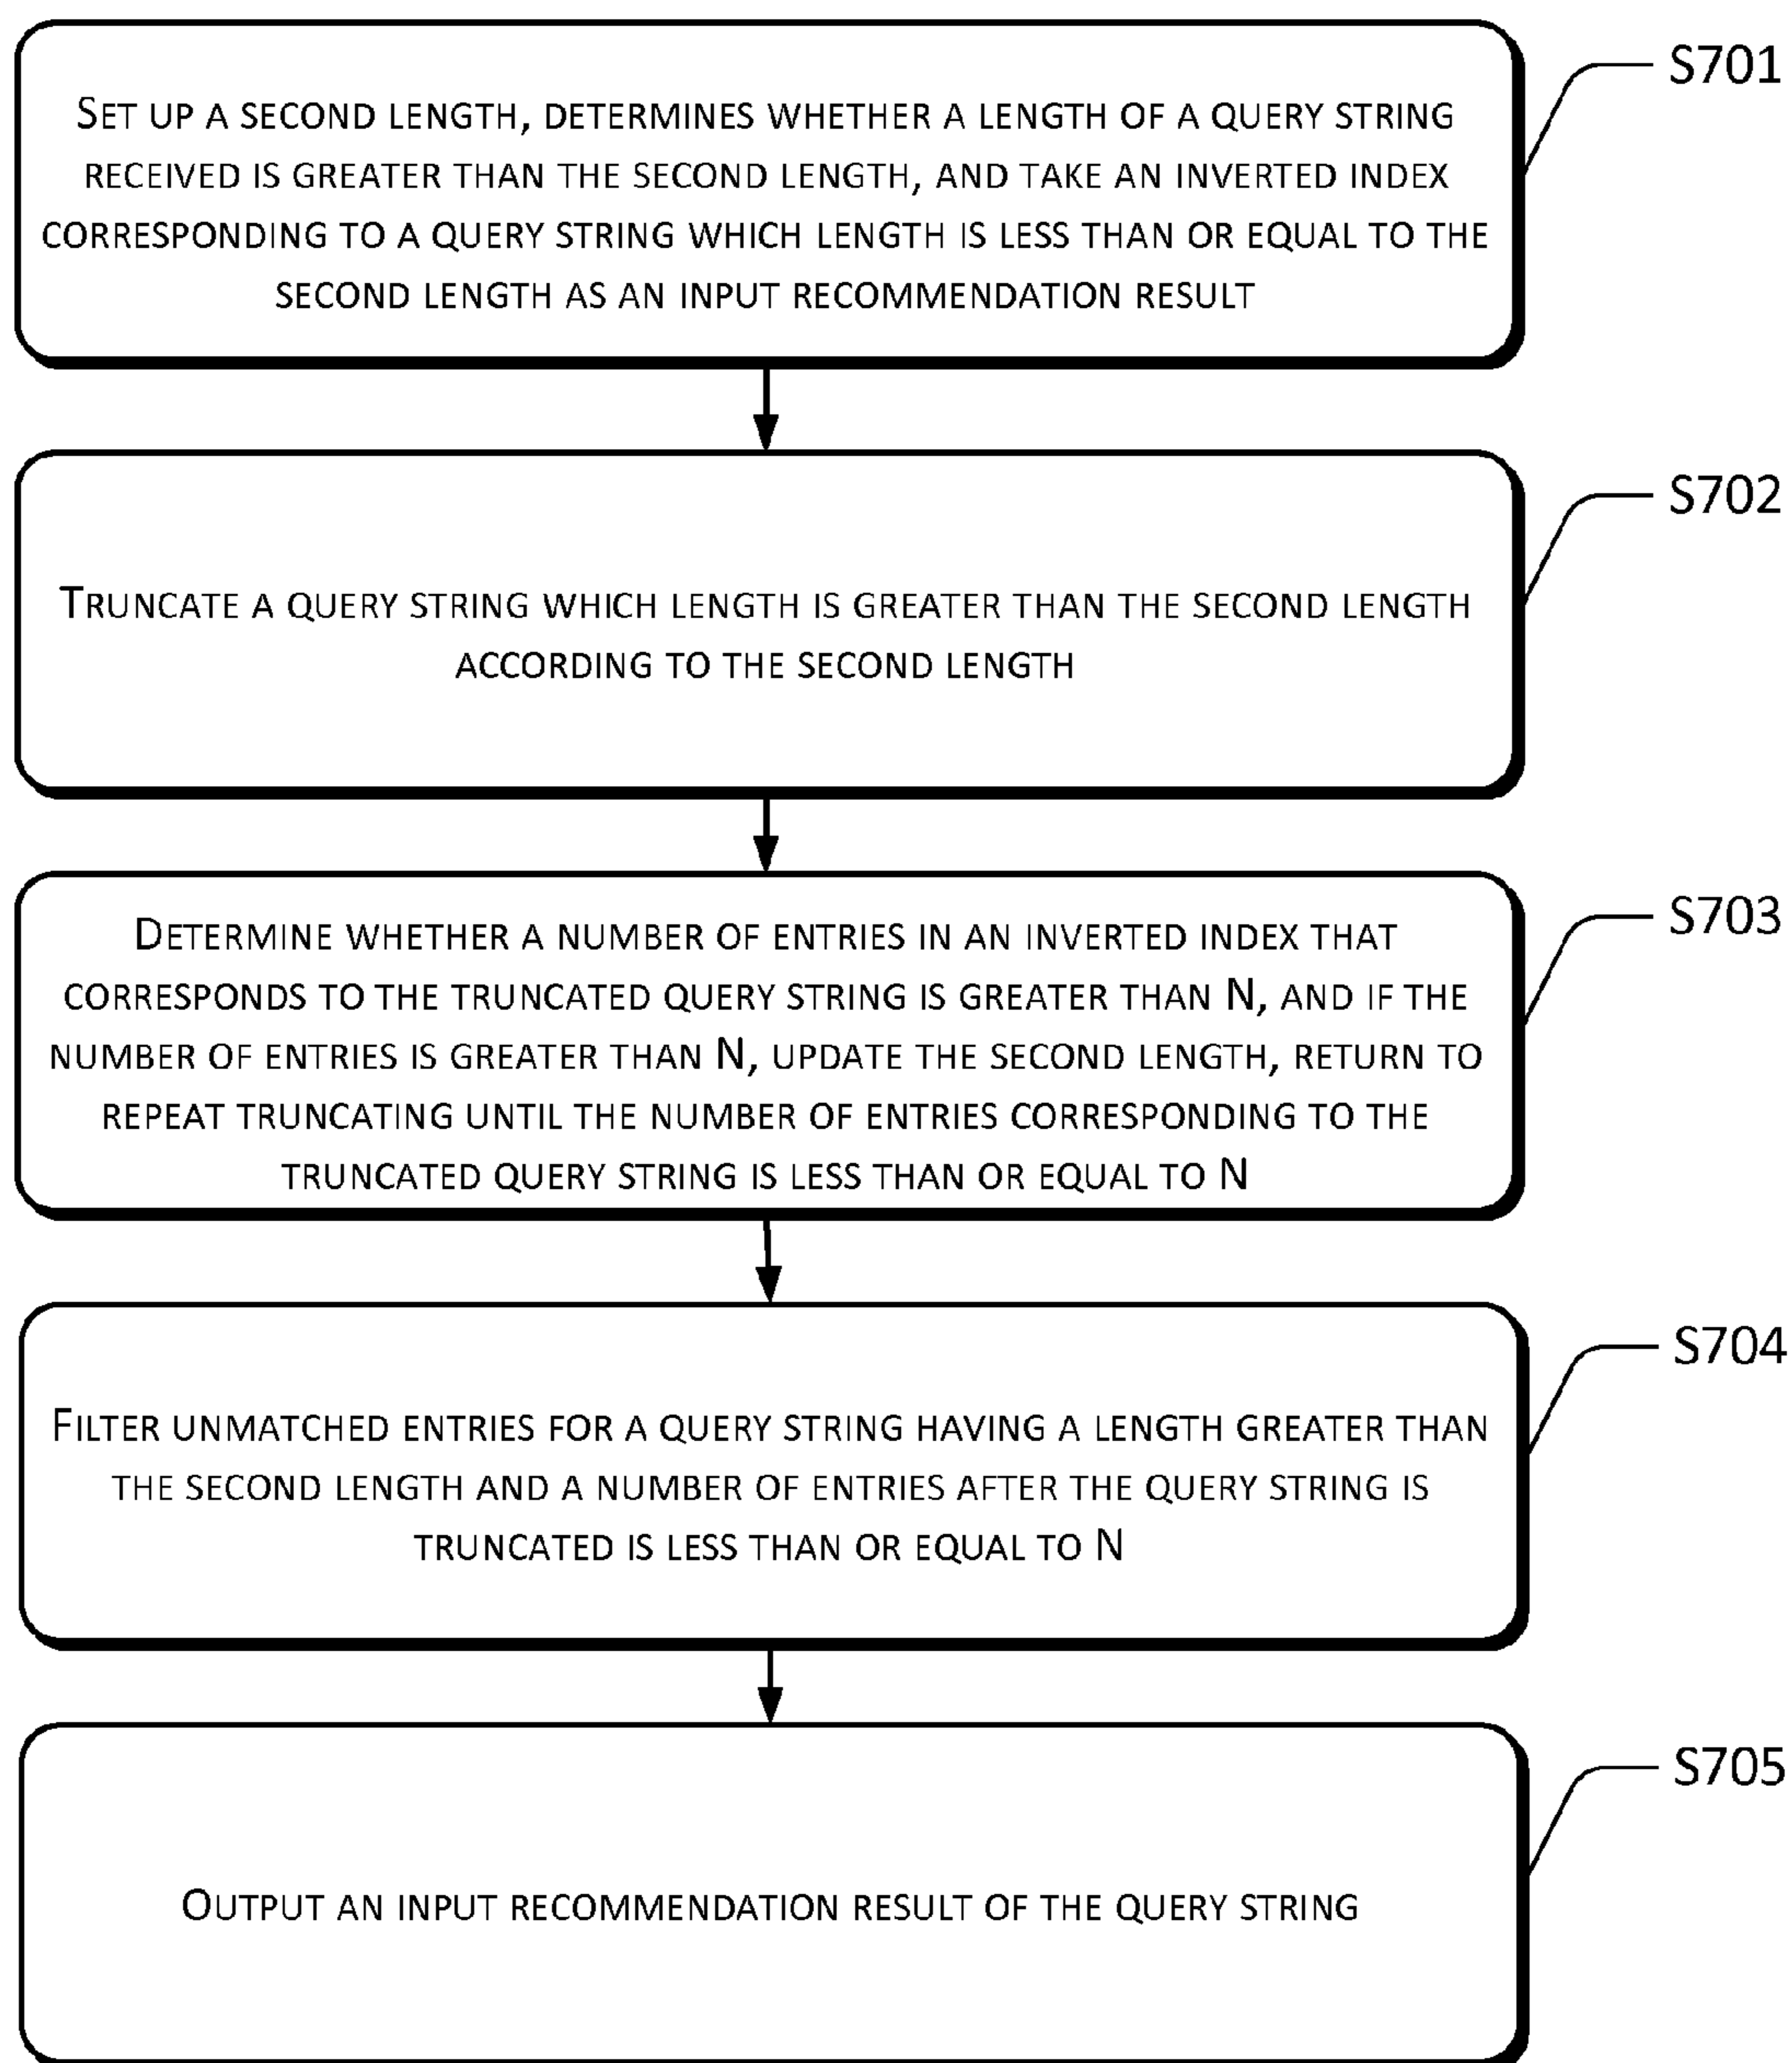 SET UP A SECOND LENGTH, DETERMINES WHETHER A LENGTH OF A QUERY STRING
RECEIVED IS GREATER THAN THE SECOND LENGTH, AND TAKE AN INVERTED INDEX
CORRESPONDING TO A QUERY STRING WHICH LENGTH IS LESS THAN OR EQUAL TO THE
SECOND LENGTH AS AN INPUT RECOMMENDATION RESULT
S701
TRUNCATE A QUERY STRING WHICH LENGTH IS GREATER THAN THE SECOND LENGTH
ACCORDING TO THE SECOND LENGTH
S702
DETERMINE WHETHER A NUMBER OF ENTRIES IN AN INVERTED INDEX THAT
CORRESPONDS TO THE TRUNCATED QUERY STRING IS GREATER THAN N, AND IF THE
NUMBER OF ENTRIES IS GREATER THAN N, UPDATE THE SECOND LENGTH, RETURN TO
REPEAT TRUNCATING UNTIL THE NUMBER OF ENTRIES CORRESPONDING TO THE
TRUNCATED QUERY STRING IS LESS THAN OR EQUAL TO N
S703
FILTER UNMATCHED ENTRIES FOR A QUERY STRING HAVING A LENGTH GREATER THAN
THE SECOND LENGTH AND A NUMBER OF ENTRIES AFTER THE QUERY STRING IS
TRUNCATED IS LESS THAN OR EQUAL TO N
S704
OUTPUT AN INPUT RECOMMENDATION RESULT OF THE QUERY STRING
S705